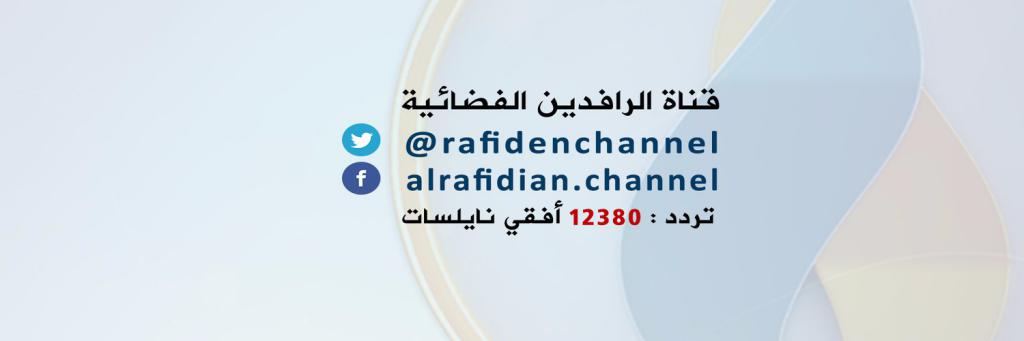 قناة الرافدين الفضائية
@rafidenchannel
alrafidian.channel
تردد : 12380 أفقي نايلسات